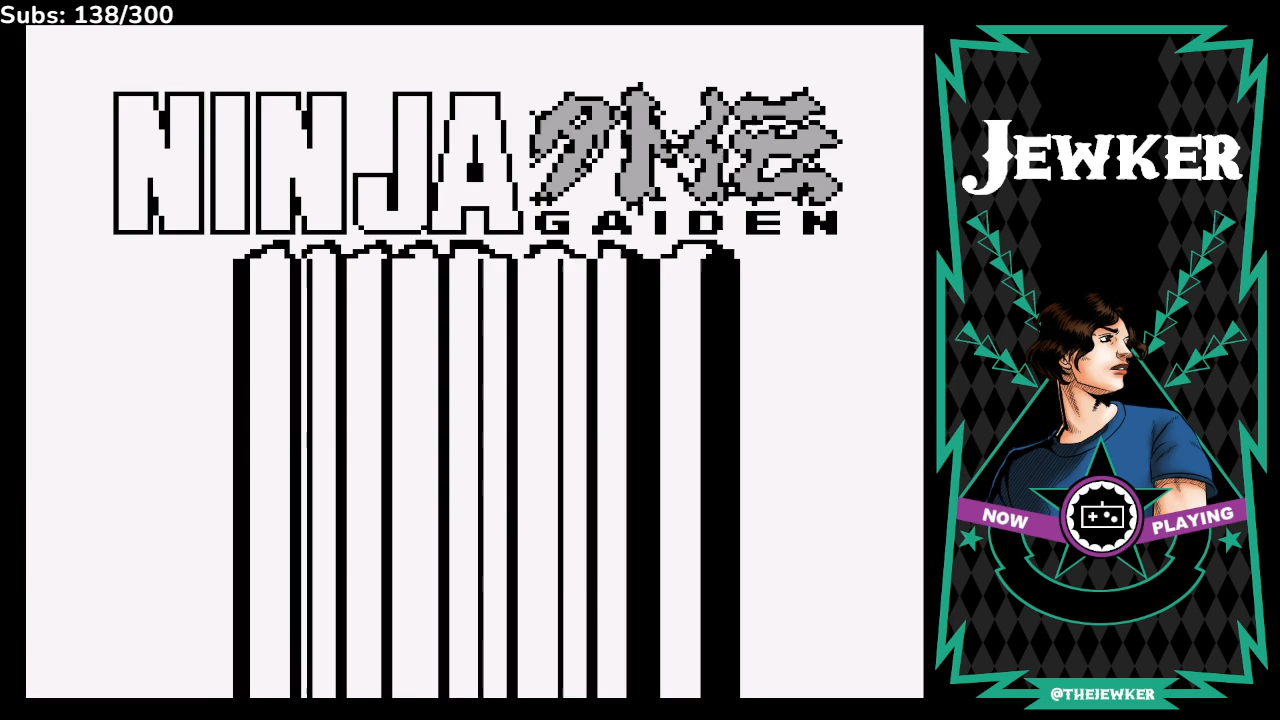 Subs: 138/300
NINJA外伝
GAIDEN
JEWKER
NOW PLAYING
@THEJEWKER